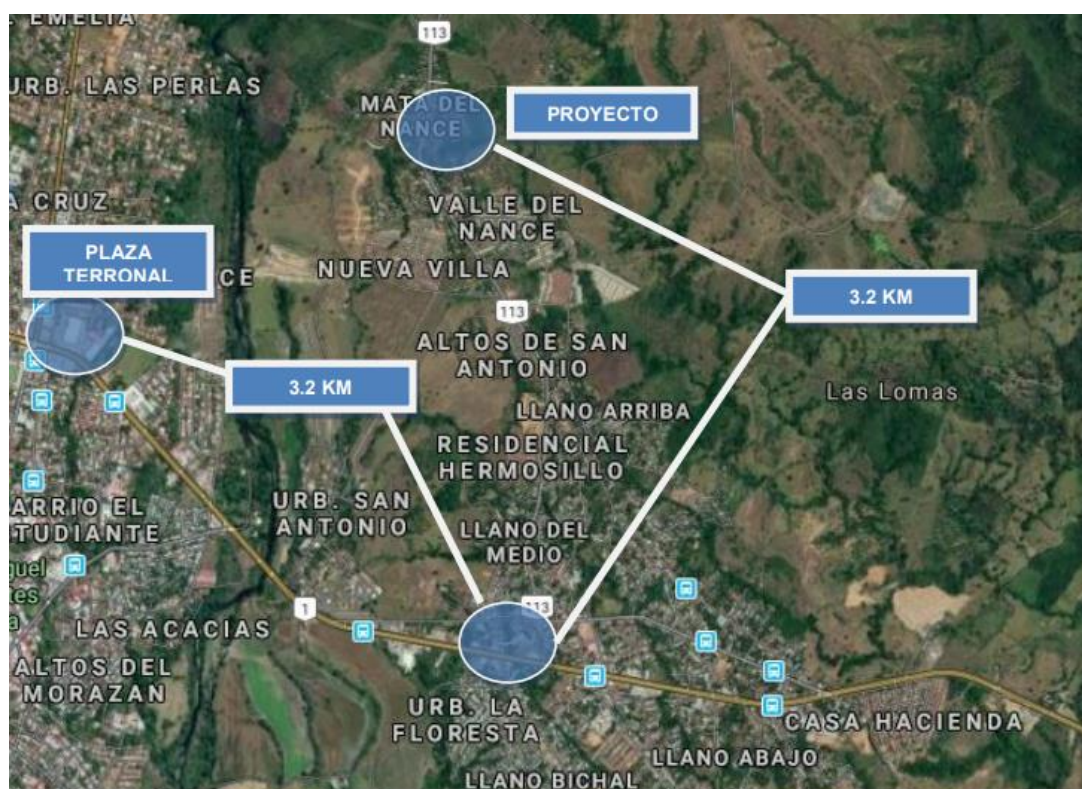 EMELIA
113
URB. LAS PERLAS
MATA DEL
NANCE
PROYECTO
A CRUZ
VALLE DEL
NANCE
PLAZA
TERRONAL
CE
NUEVA VILLA
3.2 KM
113
ALTOS DE SAN
ANTONIO
3.2 KM
Las Lomas
LLANO ARRIBA
RESIDENCIAL
HERMOSILLO
URB. SAN
ANTONIO
ARRIO EL
TUDIANTE
LLANO DEL
MEDIO
guel
tes
a
1
113
LAS ACACIAS
ALTOS DEL
MORAZAN
URB. LA
FLORESTA
CASA HACIENDA
LLANO ABAJO
LLANO BICHAL